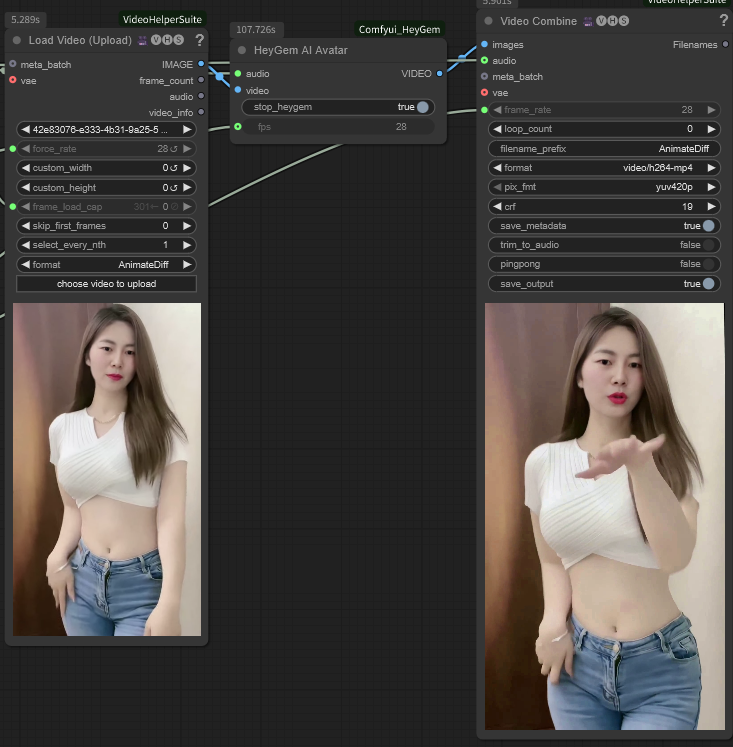 5.289s
VideoHelperSuite
Load Video (Upload) VHS ?
meta_batch IMAGE
vae frame_count
audio
video_info
42e83076-e333-4b31-9a25-5 ...
force_rate 28
custom_width 0
custom_height 0
frame_load_cap 301← 0
skip_first_frames 0
select_every_nth 1
format AnimateDiff
choose video to upload
107.726s
Comfyui_HeyGem
HeyGem AI Avatar
audio VIDEO
video
stop_heygem true
fps 28
5.901s
VideoHelperSuite
Video Combine VHS ?
images Filenames
audio
meta_batch
vae
frame_rate 28
loop_count 0
filename_prefix AnimateDiff
format video/h264-mp4
pix_fmt yuv420p
crf 19
save_metadata true
trim_to_audio false
pingpong false
save_output true